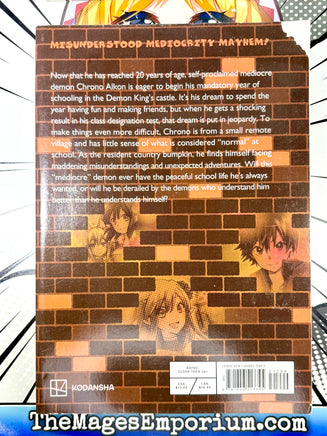 MISUNDERSTOOD MEDIOCRITY MAYHEM?
Now that he has reached 20 years of age, self-proclaimed mediocre
demon Chrono Aikon is having to begin his mandatory year of
schooling in the Demon King's castle. It's his dream to spend the
year having fun and making friends, but when he gets a shocking
result in his class designation test, that dream is put in jeopardy. To
make things even more difficult, Chrono is from a small remote
village and has little sense of what is considered "normal" at
school. As the resident country bumpkin, he finds himself facing
maddening misunderstandings and unexpected adventures. Will this
"mediocre" demon ever have the peaceful school life he's always
wanted, or will he be derailed by the demons who understand him
better than he understands himself?
KODANSHA
RATING:
USA
CAN
TheMagesEmporium.com